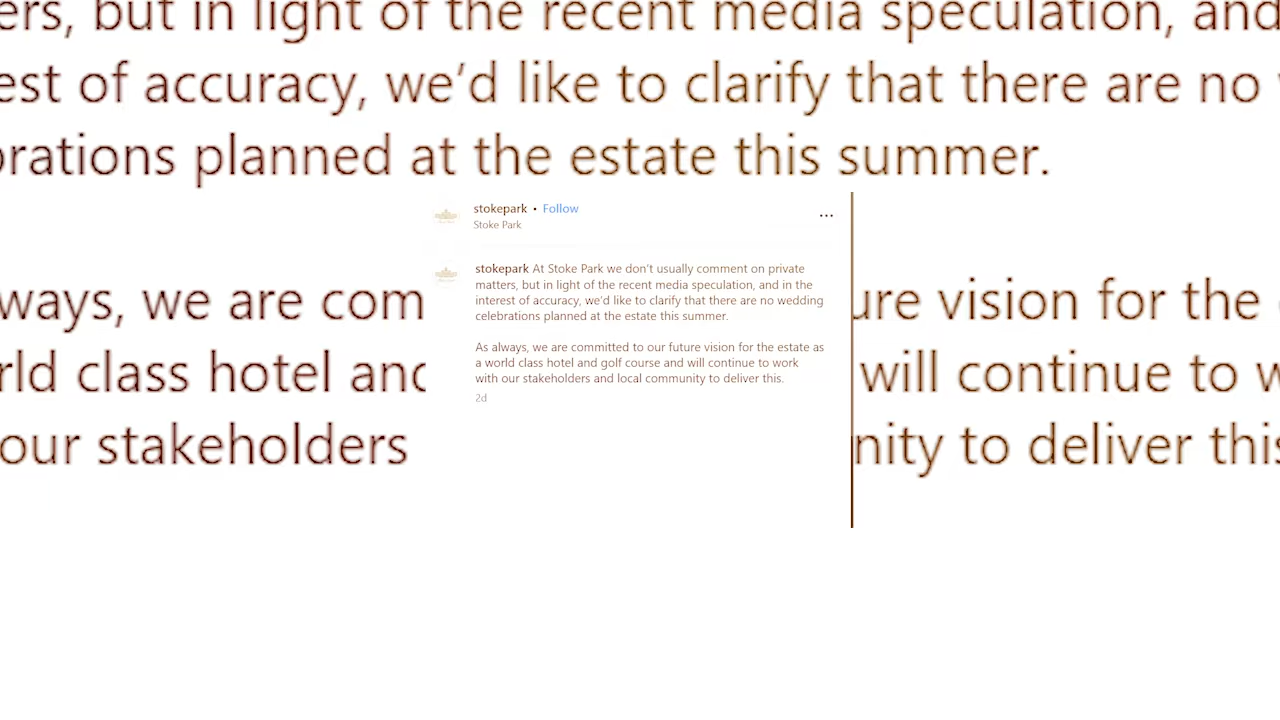 ers, but in light of the recent media speculation, and
est of accuracy, we'd like to clarify that there are no
brations planned at the estate this summer.
stokepark • Follow
Stoke Park
stokepark At Stoke Park we don't usually comment on private
matters, but in light of the recent media speculation, and in the
interest of accuracy, we'd like to clarify that there are no wedding
celebrations planned at the estate this summer.
As always, we are committed to our future vision for the estate as
a world class hotel and golf course and will continue to work
with our stakeholders and local community to deliver this.
2d
ways, we are com
ure vision for the
rld class hotel and
will continue to w
our stakeholders
nity to deliver this